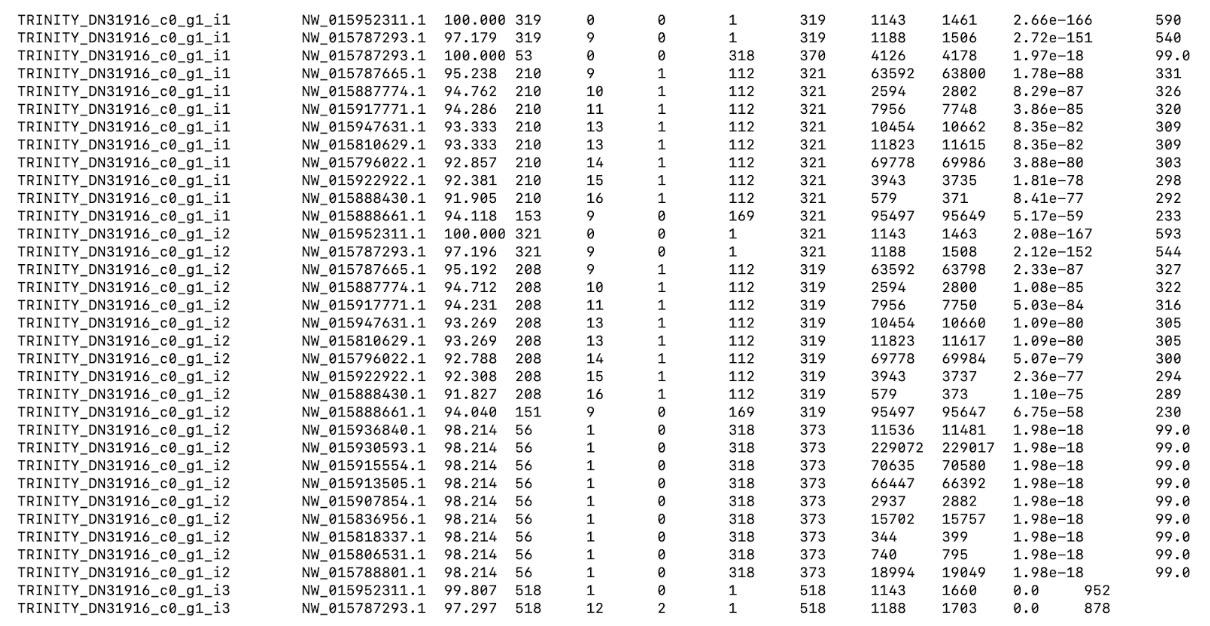 TRINITY_DN31916_c0_g1_i1 NW_015952311.1 100.000 319 0 0 1 319 1143 1461 2.66e-166 590
TRINITY_DN31916_c0_g1_i1 NW_015787293.1 97.179 319 9 0 1 319 1188 1506 2.72e-151 540
TRINITY_DN31916_c0_g1_i1 NW_015787293.1 100.000 53 0 0 318 370 4126 4178 1.97e-18 99.0
TRINITY_DN31916_c0_g1_i1 NW_015787665.1 95.238 210 9 1 112 321 63592 63800 1.78e-88 331
TRINITY_DN31916_c0_g1_i1 NW_015887774.1 94.762 210 10 1 112 321 2594 2802 8.29e-87 326
TRINITY_DN31916_c0_g1_i1 NW_015917771.1 94.286 210 11 1 112 321 7956 7748 3.86e-85 320
TRINITY_DN31916_c0_g1_i1 NW_015947631.1 93.333 210 13 1 112 321 10454 10662 8.35e-82 309
TRINITY_DN31916_c0_g1_i1 NW_015810629.1 93.333 210 13 1 112 321 11823 11615 8.35e-82 309
TRINITY_DN31916_c0_g1_i1 NW_015796022.1 92.857 210 14 1 112 321 69778 69986 3.88e-80 303
TRINITY_DN31916_c0_g1_i1 NW_015922922.1 92.381 210 15 1 112 321 3943 3735 1.81e-78 298
TRINITY_DN31916_c0_g1_i1 NW_015888430.1 91.905 210 16 1 112 321 579 371 8.41e-77 292
TRINITY_DN31916_c0_g1_i1 NW_015888661.1 94.118 153 9 0 169 321 95497 95649 5.17e-59 233
TRINITY_DN31916_c0_g1_i2 NW_015952311.1 100.000 321 0 0 1 321 1143 1463 2.08e-167 593
TRINITY_DN31916_c0_g1_i2 NW_015787293.1 97.196 321 9 0 1 321 1188 1508 2.12e-152 544
TRINITY_DN31916_c0_g1_i2 NW_015787665.1 95.192 208 9 1 112 319 63592 63798 2.33e-87 327
TRINITY_DN31916_c0_g1_i2 NW_015887774.1 94.712 208 10 1 112 319 2594 2800 1.08e-85 322
TRINITY_DN31916_c0_g1_i2 NW_015917771.1 94.231 208 11 1 112 319 7956 7750 5.03e-84 316
TRINITY_DN31916_c0_g1_i2 NW_015947631.1 93.269 208 13 1 112 319 10454 10660 1.09e-80 305
TRINITY_DN31916_c0_g1_i2 NW_015810629.1 93.269 208 13 1 112 319 11823 11617 1.09e-80 305
TRINITY_DN31916_c0_g1_i2 NW_015796022.1 92.788 208 14 1 112 319 69778 69984 5.07e-79 300
TRINITY_DN31916_c0_g1_i2 NW_015922922.1 92.308 208 15 1 112 319 3943 3737 2.36e-77 294
TRINITY_DN31916_c0_g1_i2 NW_015888430.1 91.827 208 16 1 112 319 579 373 1.10e-75 289
TRINITY_DN31916_c0_g1_i2 NW_015888661.1 94.040 151 9 0 169 319 95497 95647 6.75e-58 230
TRINITY_DN31916_c0_g1_i2 NW_015936840.1 98.214 56 1 0 318 373 11536 11481 1.98e-18 99.0
TRINITY_DN31916_c0_g1_i2 NW_015930593.1 98.214 56 1 0 318 373 229072 229017 1.98e-18 99.0
TRINITY_DN31916_c0_g1_i2 NW_015915554.1 98.214 56 1 0 318 373 70635 70580 1.98e-18 99.0
TRINITY_DN31916_c0_g1_i2 NW_015913505.1 98.214 56 1 0 318 373 66447 66392 1.98e-18 99.0
TRINITY_DN31916_c0_g1_i2 NW_015907854.1 98.214 56 1 0 318 373 2937 2882 1.98e-18 99.0
TRINITY_DN31916_c0_g1_i2 NW_015836956.1 98.214 56 1 0 318 373 15702 15757 1.98e-18 99.0
TRINITY_DN31916_c0_g1_i2 NW_015818337.1 98.214 56 1 0 318 373 344 399 1.98e-18 99.0
TRINITY_DN31916_c0_g1_i2 NW_015806531.1 98.214 56 1 0 318 373 740 795 1.98e-18 99.0
TRINITY_DN31916_c0_g1_i2 NW_015788801.1 98.214 56 1 0 318 373 18994 19049 1.98e-18 99.0
TRINITY_DN31916_c0_g1_i3 NW_015952311.1 99.807 518 1 0 1 518 1143 1660 0.0 952
TRINITY_DN31916_c0_g1_i3 NW_015787293.1 97.297 518 12 2 1 518 1188 1703 0.0 878